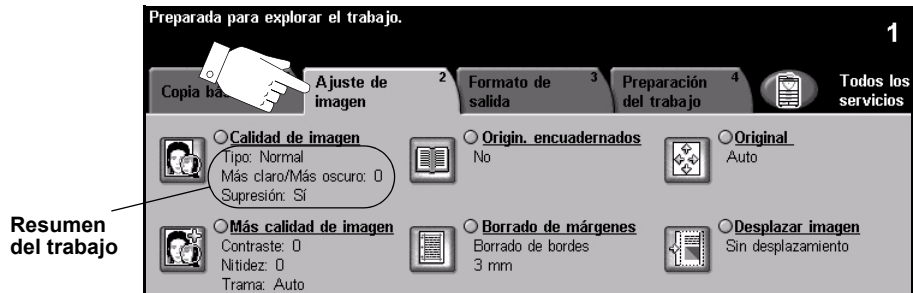 Preparada para explorar el trabajo.
1
Copia
Ajuste de imagen
2
Formato de salida
3
Preparación del trabajo
4
Todos los servicios
Calidad de imagen
Tipo: Normal
Más claro/Más oscuro: 0
Supresión: Sí
Origin. encuadernados
No
Original
Auto
Resumen
del trabajo
Más calidad de imagen
Contraste: 0
Nitidez: 0
Trama: Auto
Borrado de márgenes
Borrado de bordes
3 mm
Desplazar imagen
Sin desplazamiento